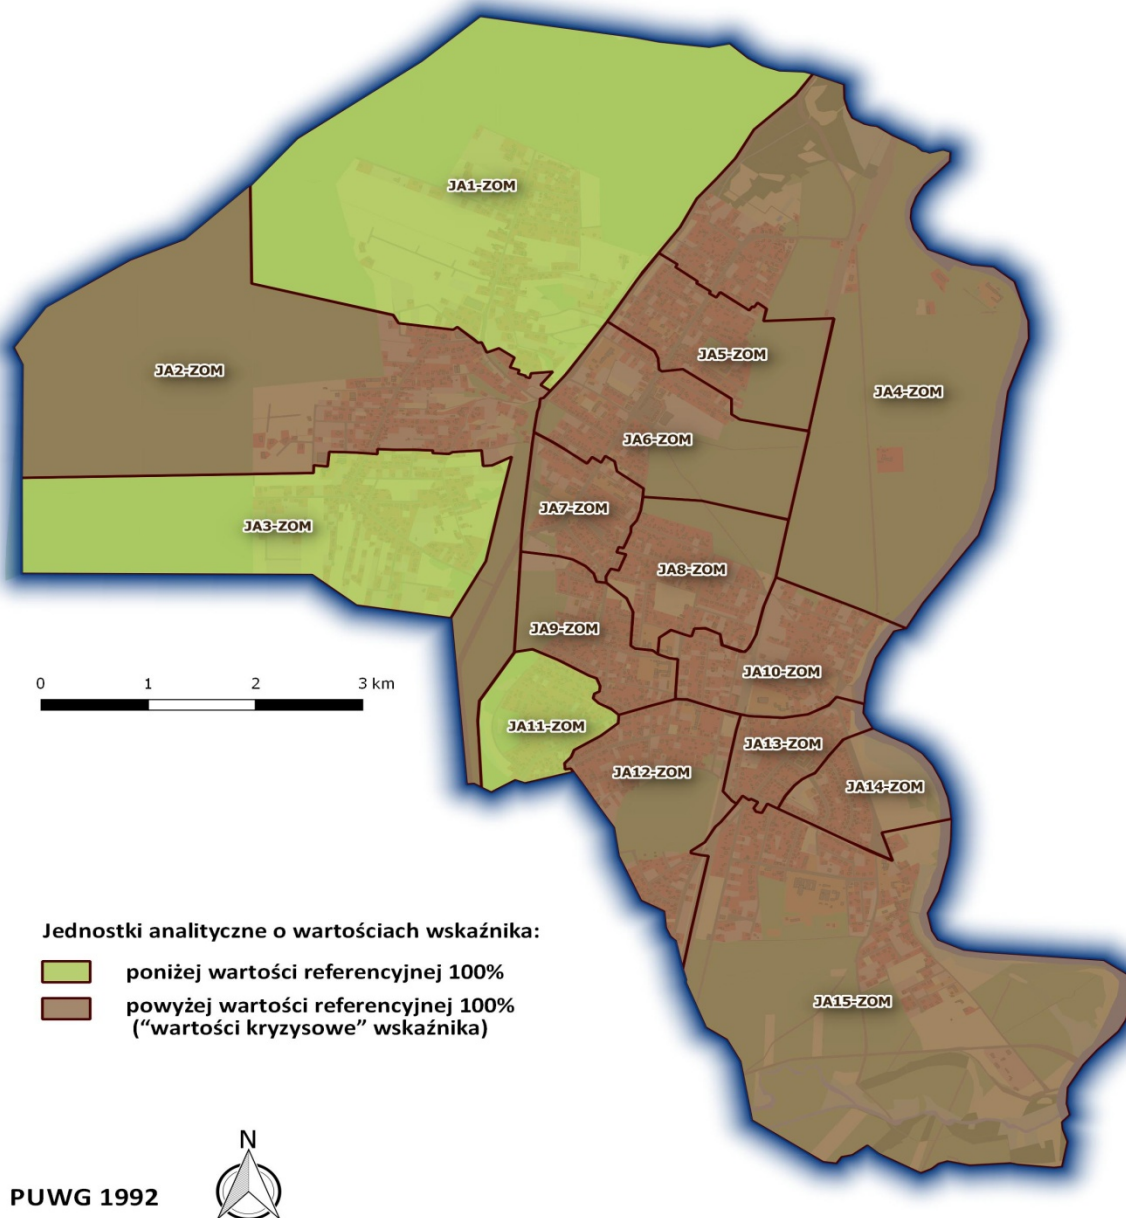 JA1-ZOM
JA2-ZOM
JA5-ZOM
JA4-ZOM
JA6-ZOM
JA7-ZOM
JA3-ZOM
JA8-ZOM
JA9-ZOM
JA10-ZOM
0 1 2 3 km
JA11-ZOM
JA13-ZOM
JA12-ZOM
JA14-ZOM
Jednostki analityczne o wartościach wskaźnika:
poniżej wartości referencyjnej 100%
powyżej wartości referencyjnej 100%
(“wartości kryzysowe” wskaźnika)
JA15-ZOM
N
PUWG 1992